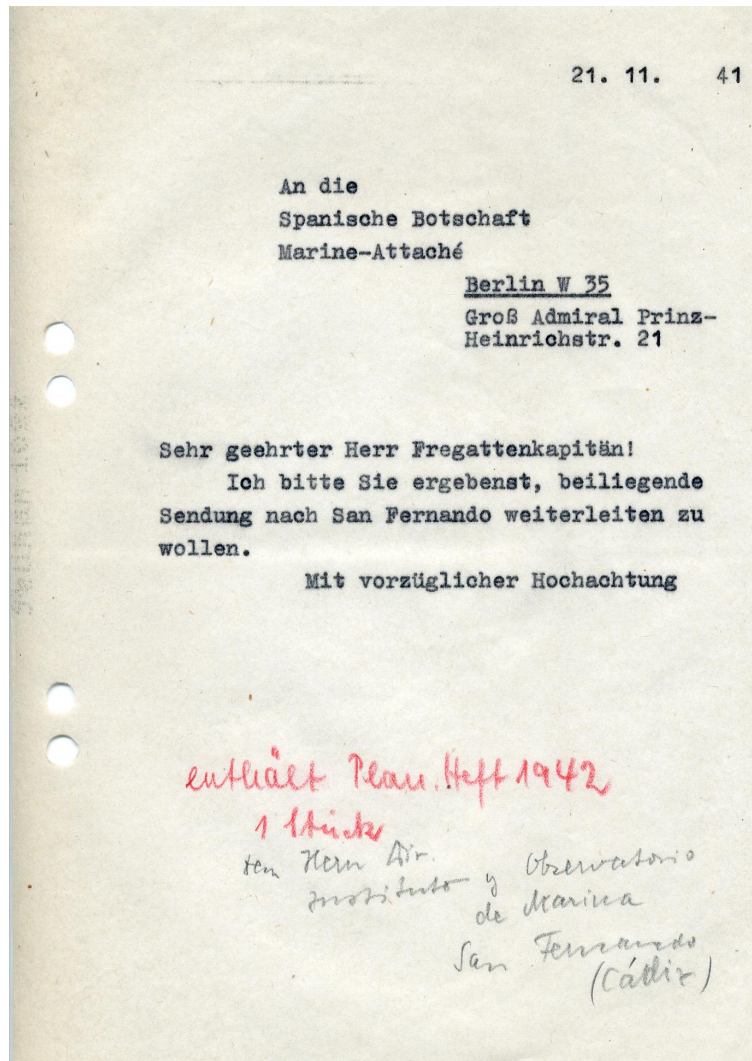 21. 11. 41
An die
Spanische Botschaft
Marine-Attaché
Berlin W 35
Groß Admiral Prinz-
Heinrichstr. 21
Sehr geehrter Herr Fregattenkapitän!
Ich bitte Sie ergebenst, beiliegende
Sendung nach San Fernando weiterleiten zu
wollen.
Mit vorzüglicher Hochachtung
enthält Plan. Heft 1942
1 Stück
Herrn Dir.
Instituto y Observatorio
de Marina
San Fernando
(Cádiz)